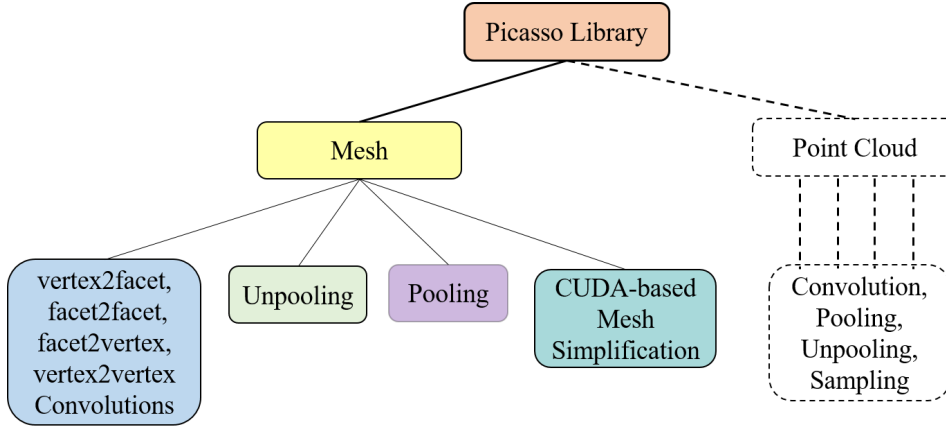 Picasso Library
Mesh
Point Cloud
vertex2facet,
facet2facet,
facet2vertex,
vertex2vertex
Convolutions
Unpooling
Pooling
CUDA-based
Mesh
Simplification
Convolution,
Pooling,
Unpooling,
Sampling